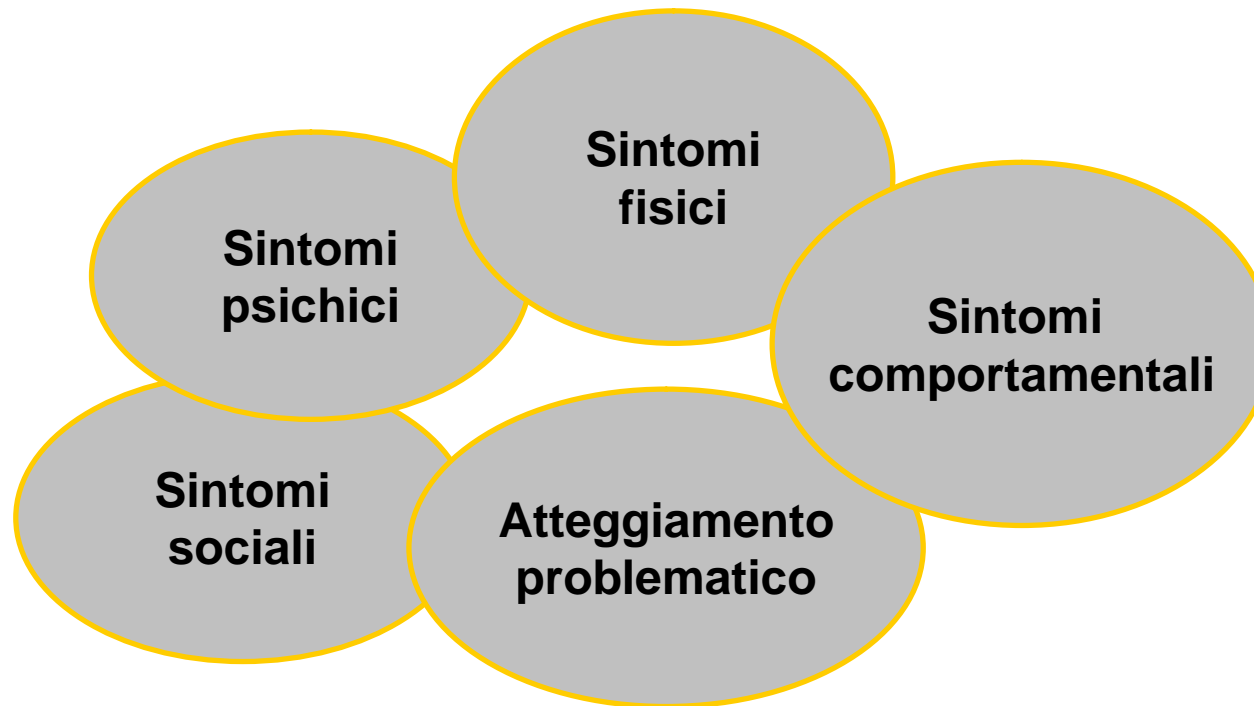 Sintomi
fisici
Sintomi
psichici
Sintomi
comportamentali
Sintomi
sociali
Atteggiamento
problematico